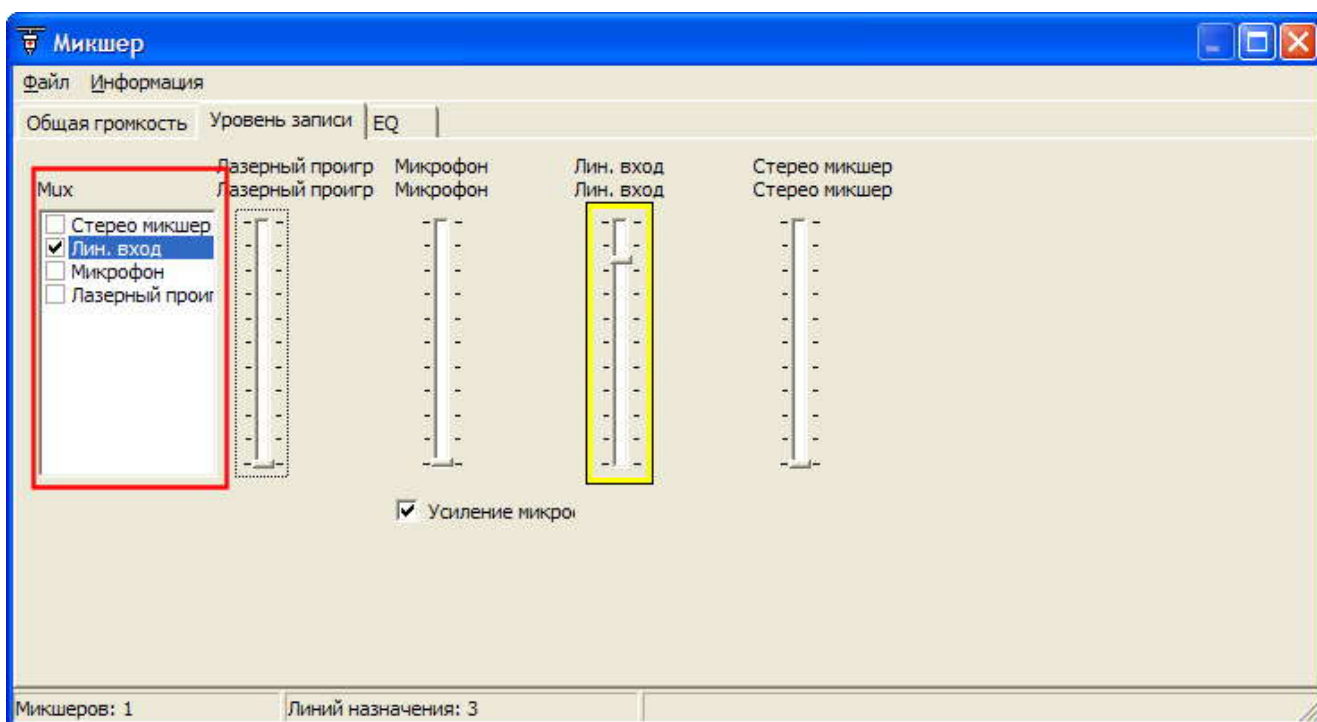 Микшер
Файл Информация
Общая громкость Уровень записи EQ
Лазерный проигр Микрофон Лин. вход Стерео микшер
Mux Лазерный проигр Микрофон Лин. вход Стерео микшер
Стерео микшер
Лин. вход
Микрофон
Лазерный проиг
Усиление микро
Микшеров: 1 Линий назначения: 3